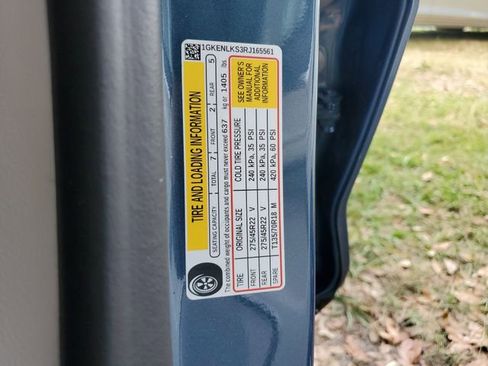 1GKENLKS3RJ165561
TIRE AND LOADING INFORMATION
SEATING CAPACITY TOTAL 7 FRONT 2 REAR 5
The combined weight of occupants and cargo must never exceed 637 kg or 1405 lbs.
TIRE ORIGINAL SIZE COLD TIRE PRESSURE
FRONT 275/45R22 V 240 kPa, 35 PSI
REAR 275/45R22 V 240 kPa, 35 PSI
SPARE T135/70R18 M 420 kPa, 60 PSI
SEE OWNER'S
MANUAL FOR
ADDITIONAL
INFORMATION